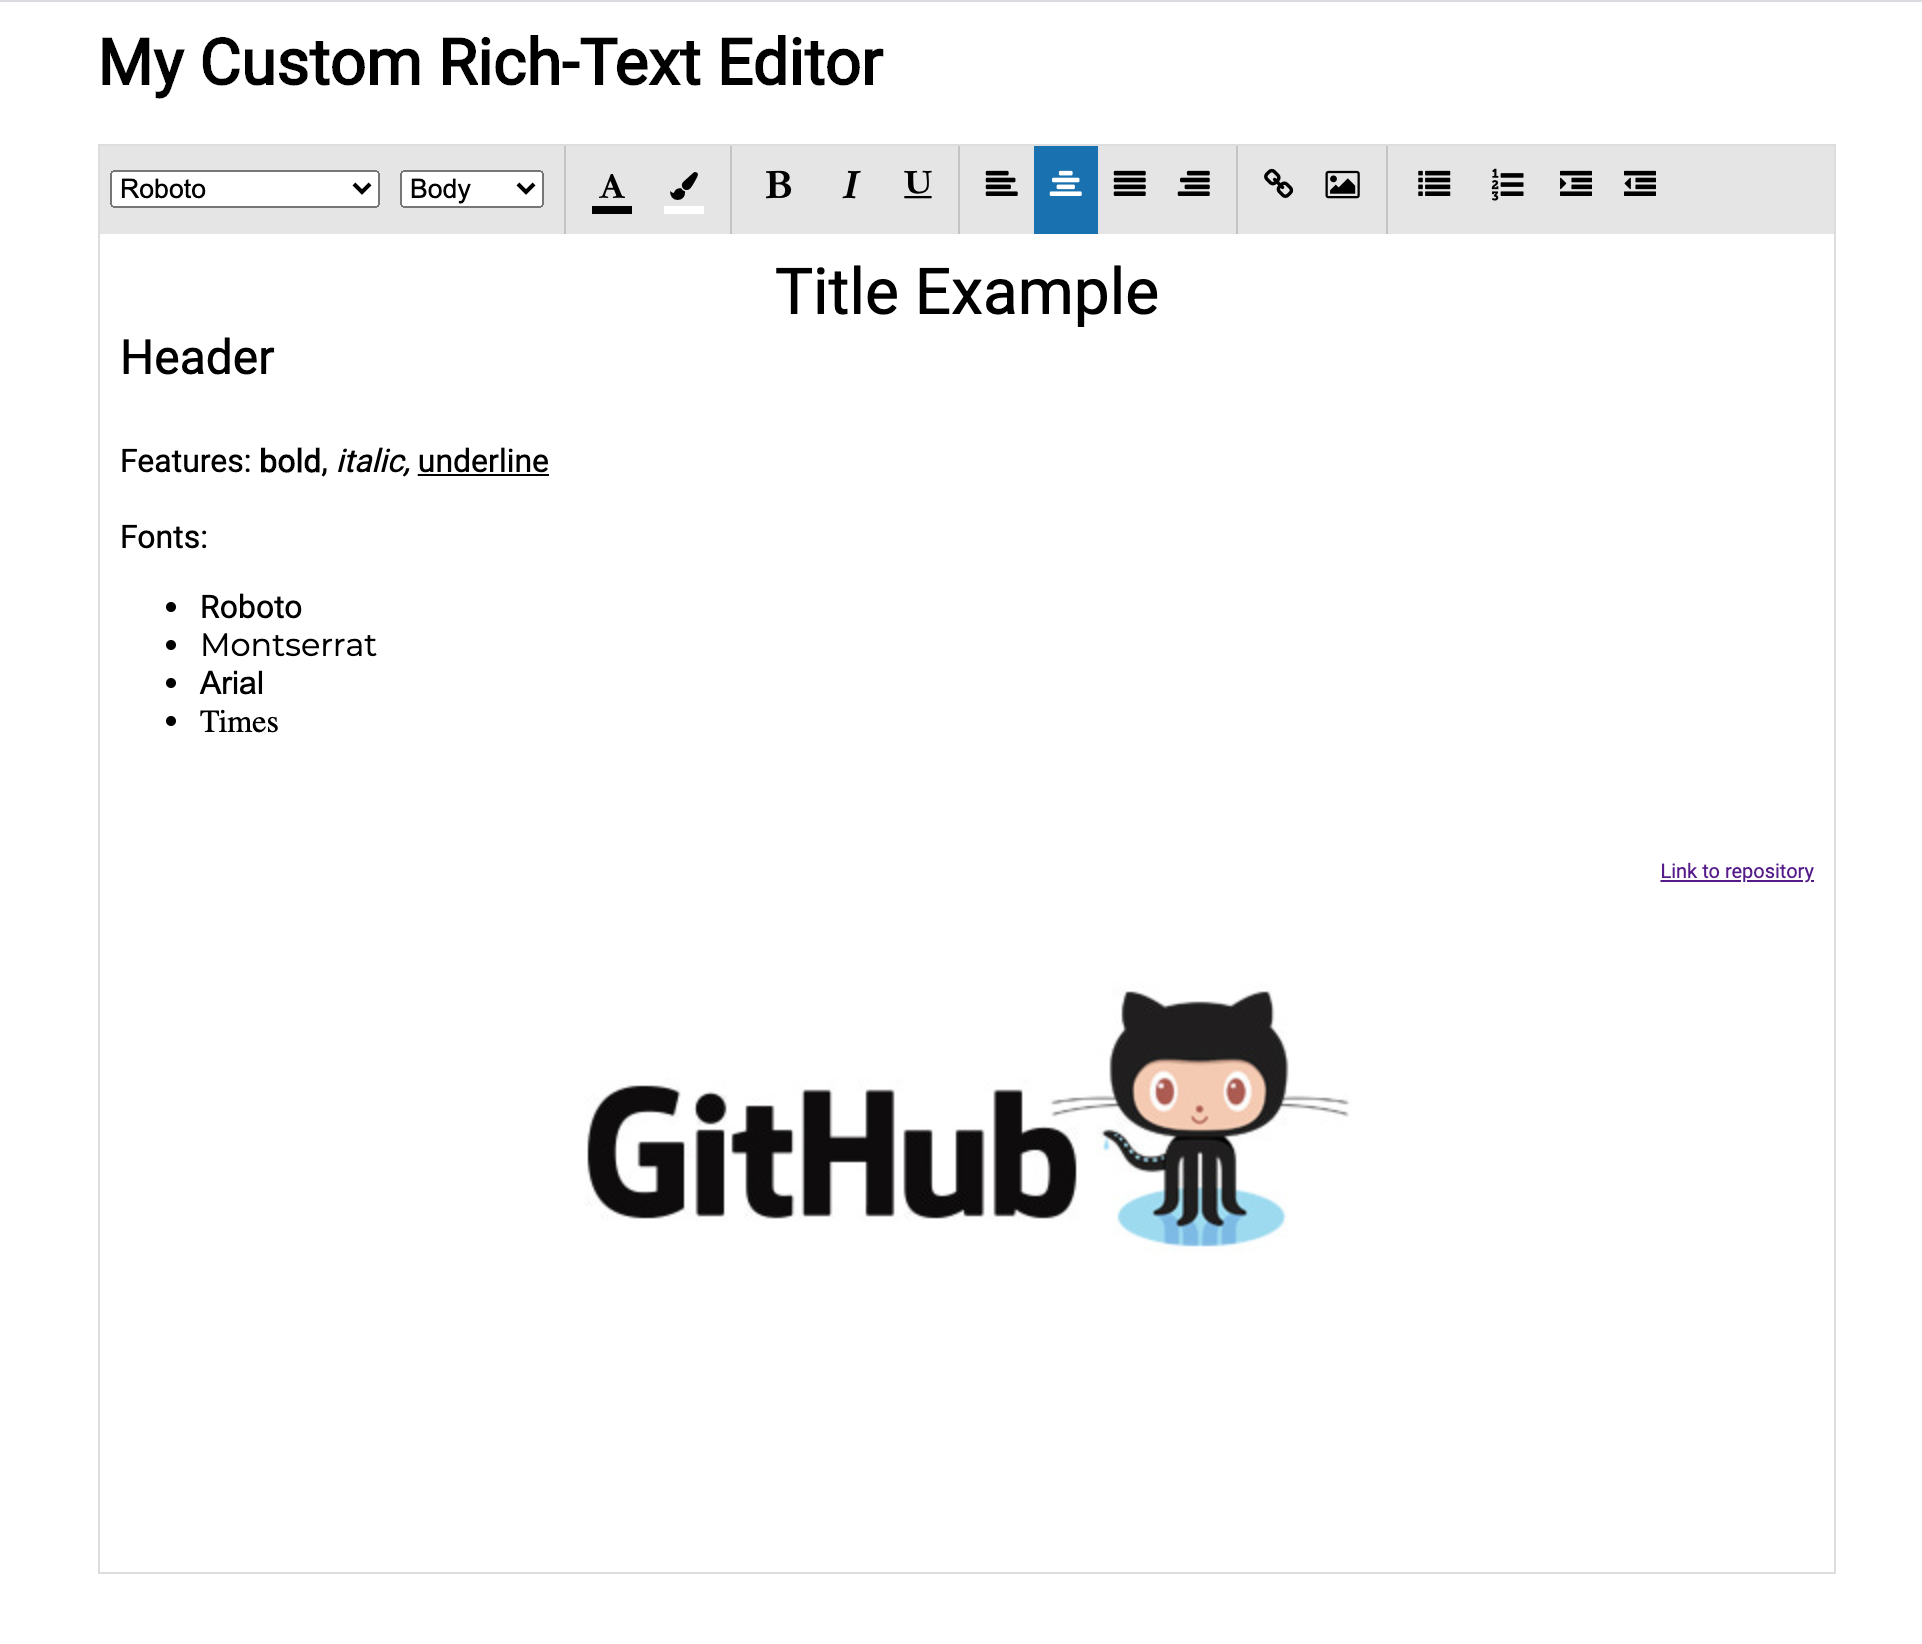 My Custom Rich-Text Editor
Roboto Body A B I U
Title Example
Header
Features: bold, italic, underline
Fonts:
• Roboto
• Montserrat
• Arial
• Times
Link to repository
GitHub